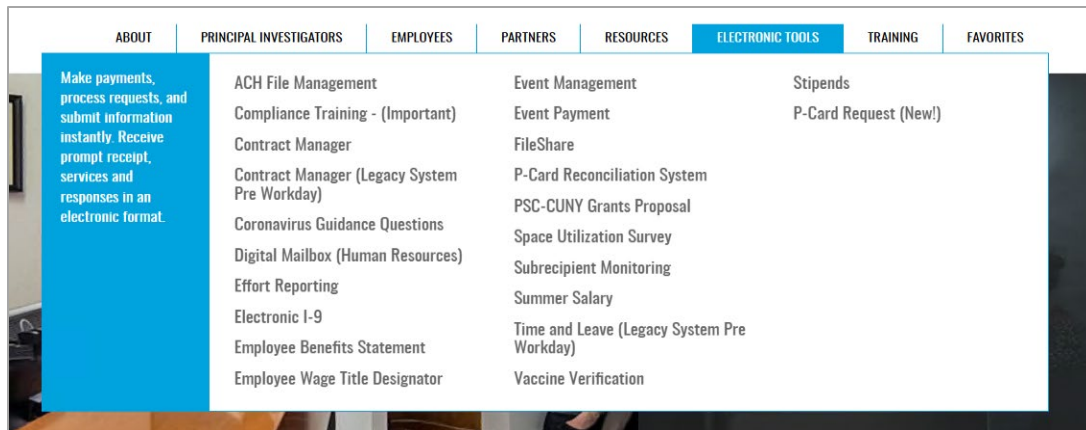 ABOUT PRINCIPAL INVESTIGATORS EMPLOYEES PARTNERS RESOURCES ELECTRONIC TOOLS TRAINING FAVORITES
Make payments,
process requests, and
submit information
instantly. Receive
prompt receipt,
services and
responses in an
electronic format.
ACH File Management
Compliance Training - (Important)
Contract Manager
Contract Manager (Legacy System
Pre Workday)
Coronavirus Guidance Questions
Digital Mailbox (Human Resources)
Effort Reporting
Electronic I-9
Employee Benefits Statement
Employee Wage Title Designator
Event Management
Event Payment
FileShare
P-Card Reconciliation System
PSC-CUNY Grants Proposal
Space Utilization Survey
Subrecipient Monitoring
Summer Salary
Time and Leave (Legacy System Pre
Workday)
Vaccine Verification
Stipends
P-Card Request (New!)